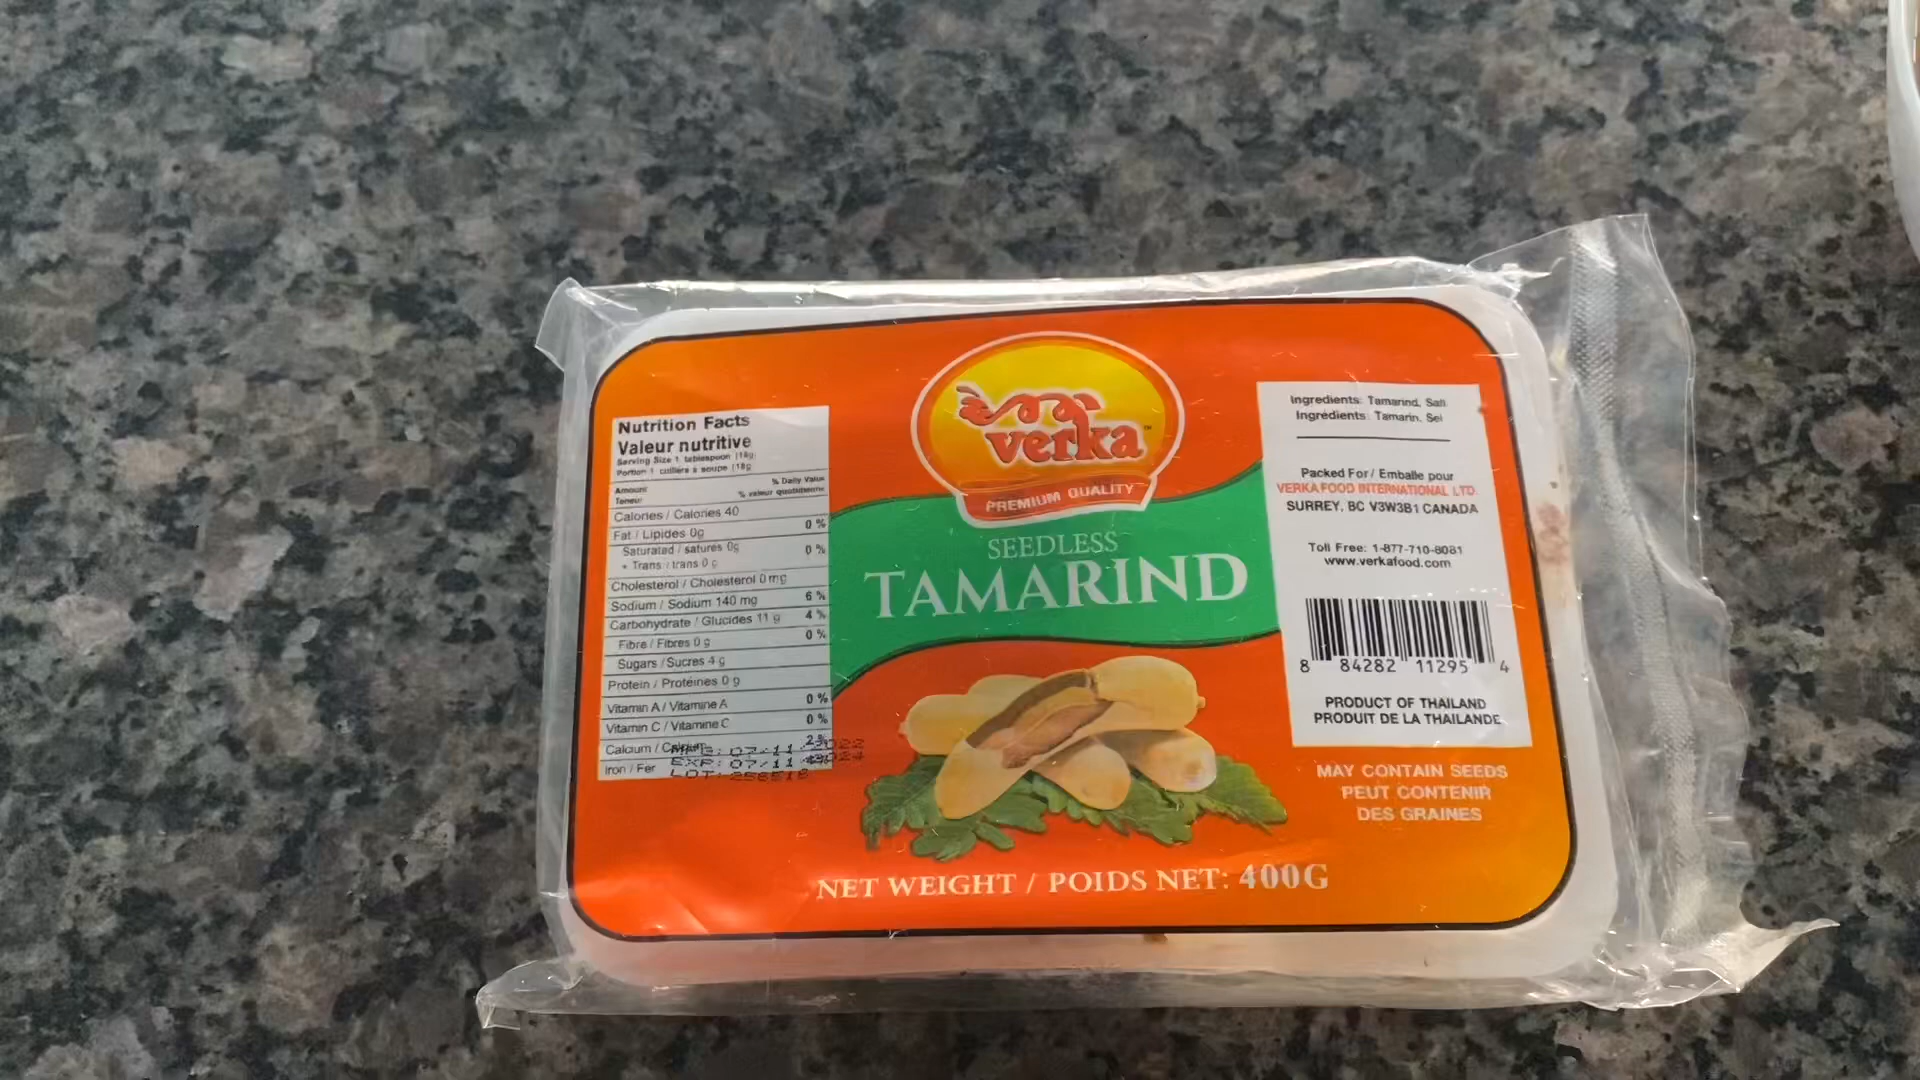 Nutrition Facts
Valeur nutritive
Serving Size 1 tablespoon (18g)
Portion 1 cuillère à soupe (18g
Amount
Teneur
% Daily Value
% valeur quotidienne
Calories / Calories 40
Fat / Lipides 0g 0 %
Saturated / saturés 0g
+ Trans / trans 0 g 0 %
Cholesterol / Cholestérol 0 mg
Sodium / Sodium 140 mg 6 %
Carbohydrate / Glucides 11 g 4 %
Fibre / Fibres 0 g 0 %
Sugars / Sucres 4 g
Protein / Protéines 0 g
Vitamin A / Vitamine A 0 %
Vitamin C / Vitamine C 0 %
Calcium / Calcium 2 %
Iron / Fer
MFG: 07/11/2022
EXP: 07/11/
LOT:
verka™
PREMIUM QUALITY
SEEDLESS
TAMARIND
NET WEIGHT / POIDS NET: 400G
Ingredients: Tamarind, Salt
Ingrédients: Tamarin, Sel
Packed For / Emballé pour
VERKA FOOD INTERNATIONAL LTD.
SURREY, BC V3W3B1 CANADA
Toll Free: 1-877-710-8081
www.verkafood.com
8 84282 11295 4
PRODUCT OF THAILAND
PRODUIT DE LA THAILANDE
MAY CONTAIN SEEDS
PEUT CONTENIR
DES GRAINES